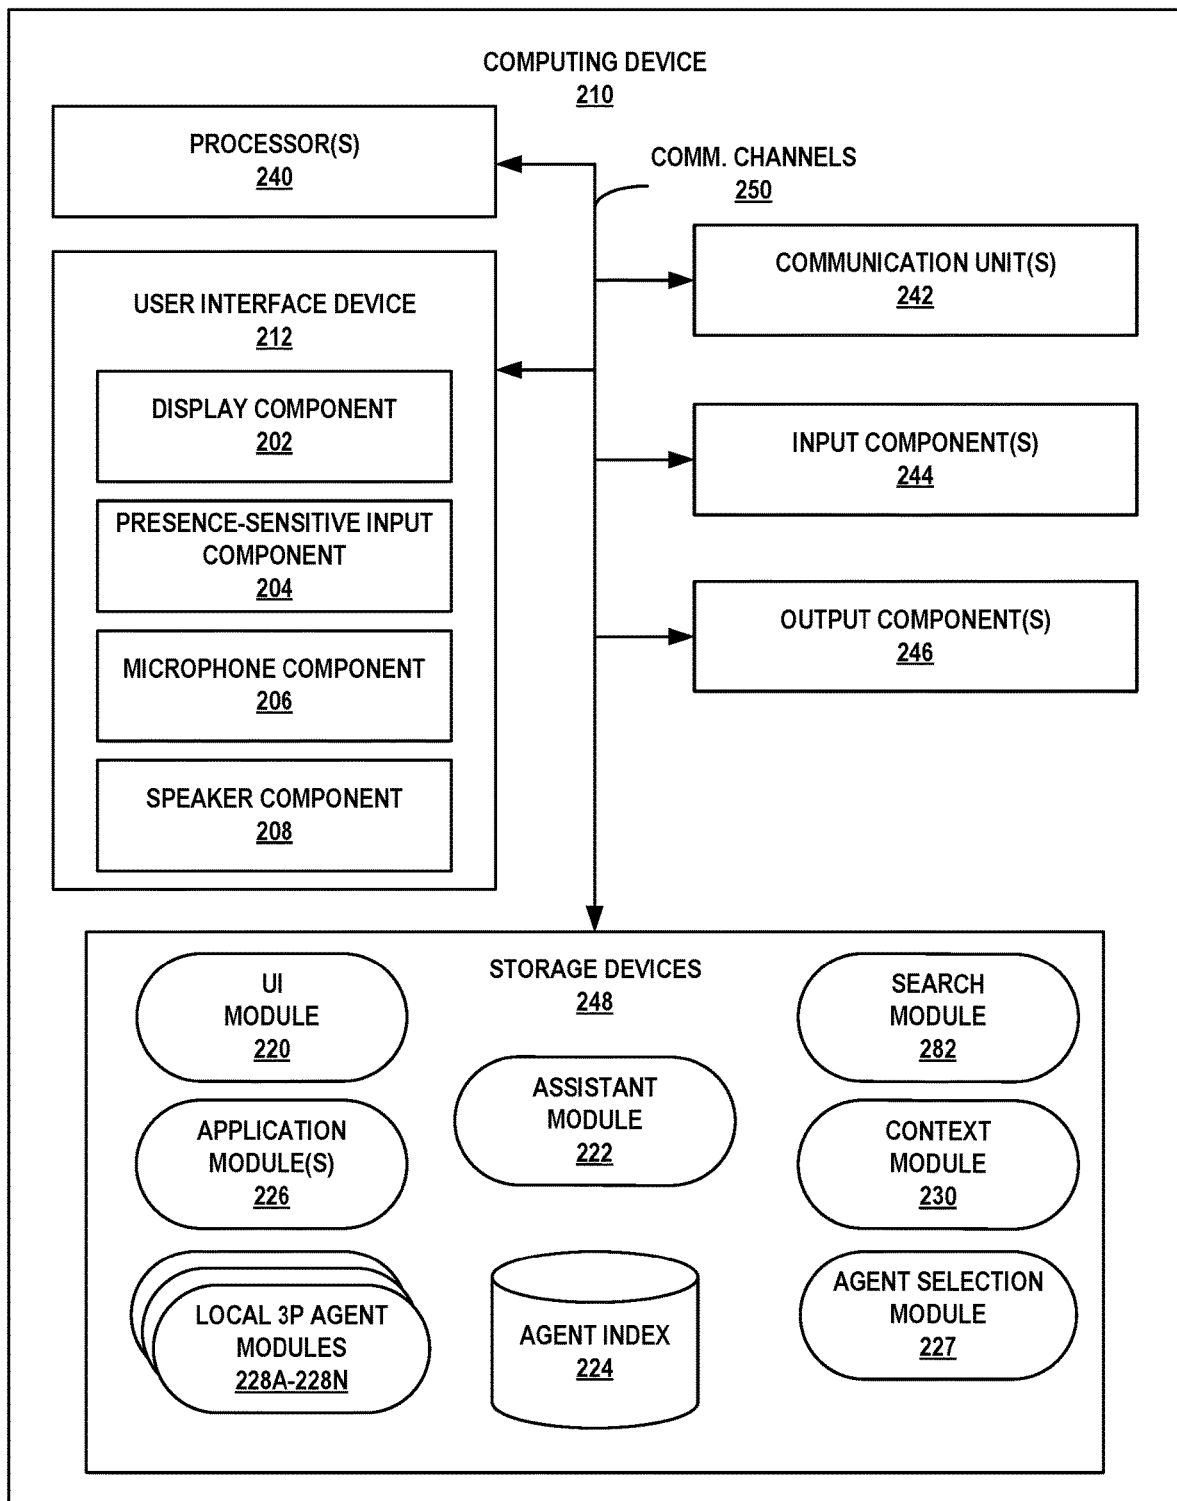 COMPUTING DEVICE
210
PROCESSOR(S)
240
COMM. CHANNELS
250
COMMUNICATION UNIT(S)
242
USER INTERFACE DEVICE
212
DISPLAY COMPONENT
202
INPUT COMPONENT(S)
244
PRESENCE-SENSITIVE INPUT
COMPONENT
204
OUTPUT COMPONENT(S)
246
MICROPHONE COMPONENT
206
SPEAKER COMPONENT
208
STORAGE DEVICES
248
UI
MODULE
220
SEARCH
MODULE
282
ASSISTANT
MODULE
222
APPLICATION
MODULE(S)
226
CONTEXT
MODULE
230
LOCAL 3P AGENT
MODULES
228A-228N
AGENT INDEX
224
AGENT SELECTION
MODULE
227